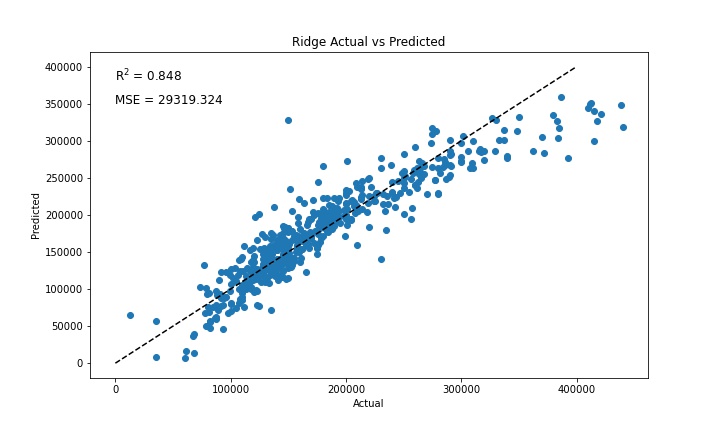 Ridge Actual vs Predicted
R² = 0.848
MSE = 29319.324
400000
350000
300000
250000
200000
150000
100000
50000
0
Predicted
0
100000
200000
300000
400000
Actual